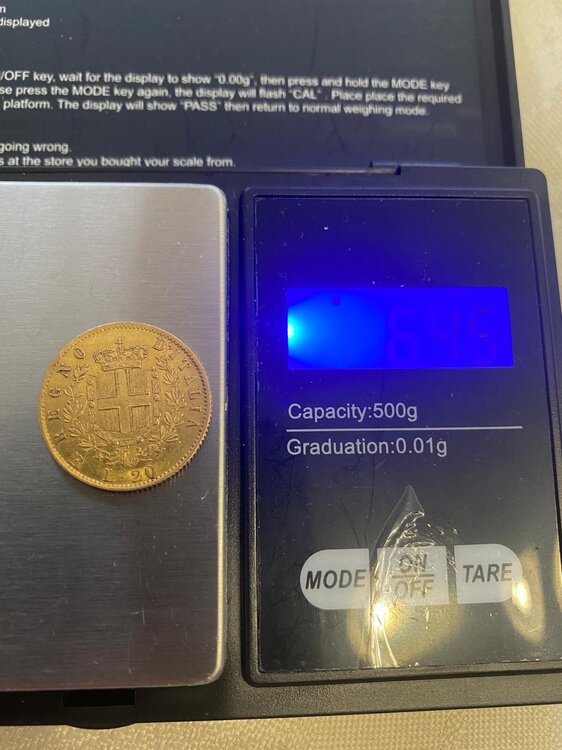 displayed
/OFF key, wait for the display to show "0.00g", then press and hold the MODE key
se press the MODE key again, the display will flash "CAL" . Place place the required
platform. The display will show "PASS" then return to normal weighing mode.
going wrong.
s at the store you bought your scale from.
6.45
Capacity:500g
Graduation:0.01g
MODE
ON
OFF
TARE
REGNO D'ITALIA
L. 20